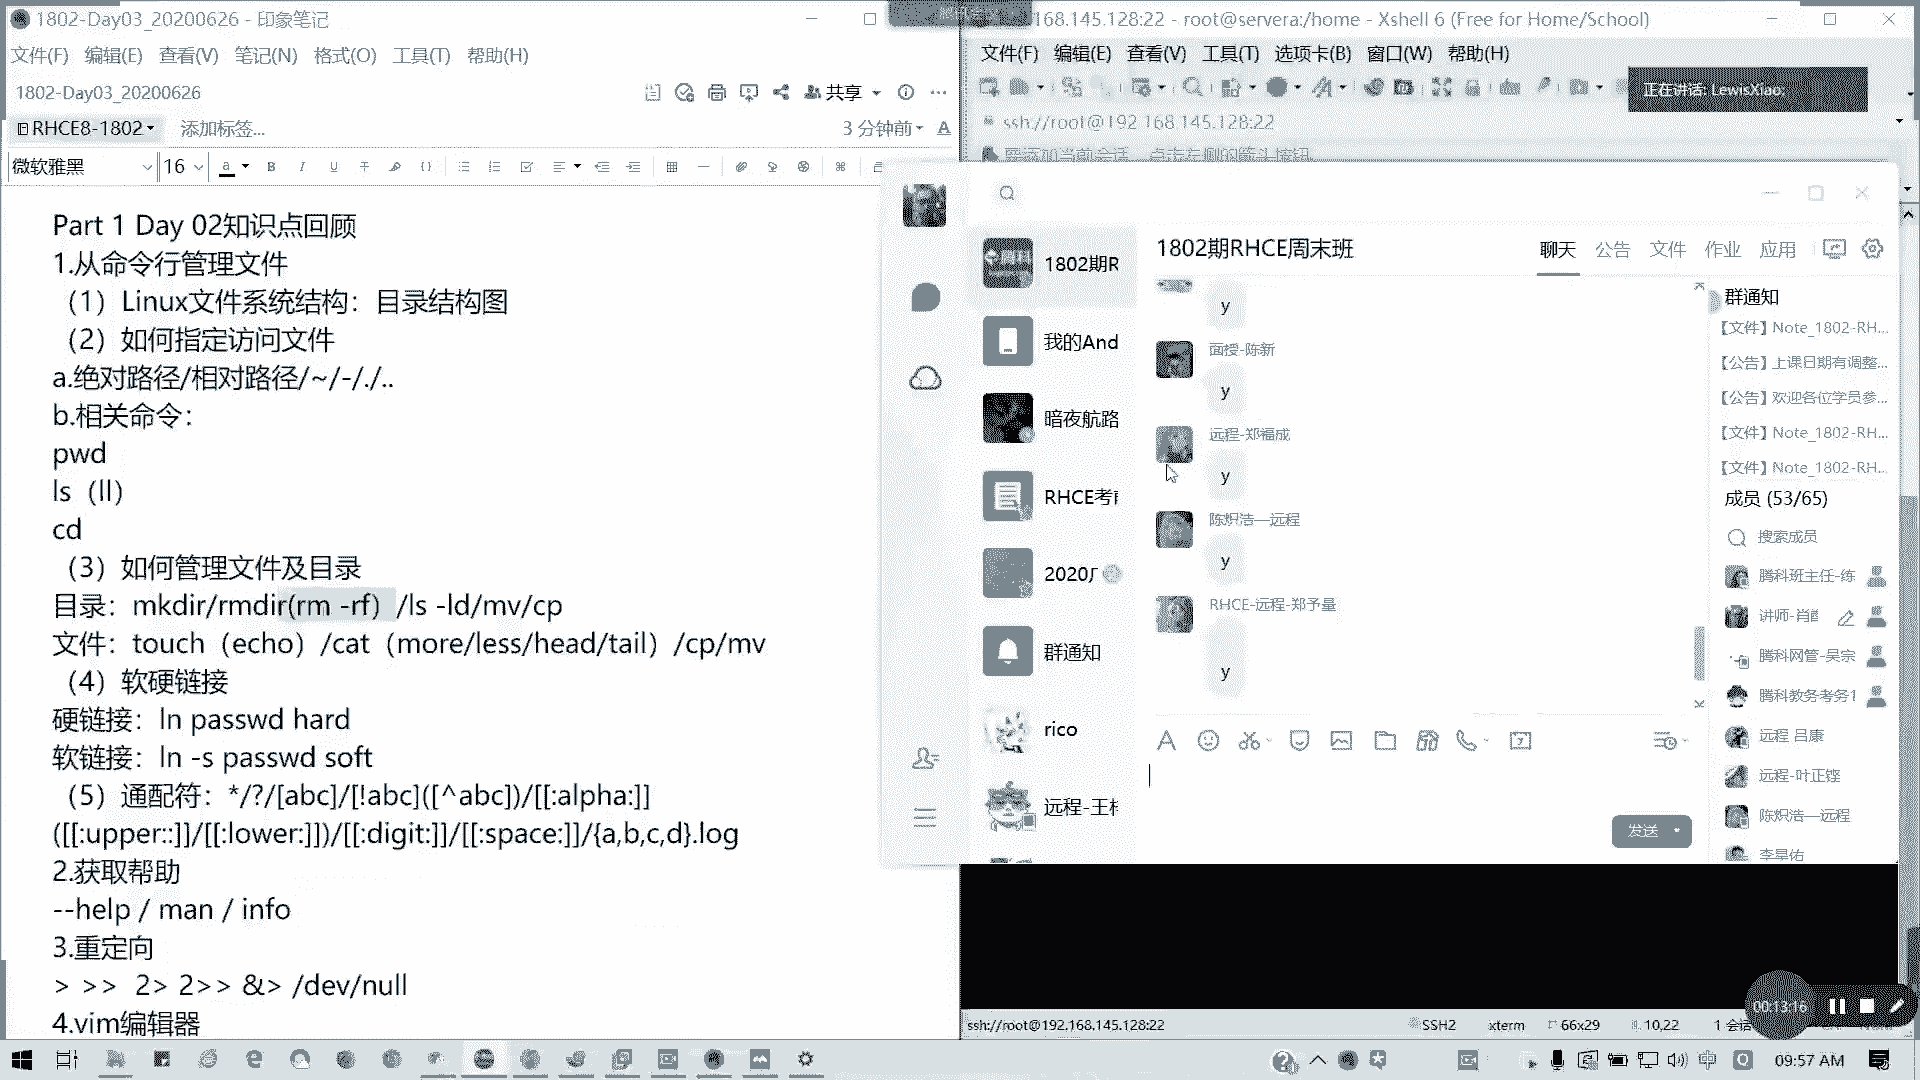 1802-Day03_20200626 - 印象笔记
文件(F) 编辑(E) 查看(V) 笔记(N) 格式(O) 工具(T) 帮助(H)
1802-Day03_20200626
共享
RHCE8-1802
添加标签...
3 分钟前
微软雅黑
16
Part 1 Day 02知识点回顾
1.从命令行管理文件
（1）Linux文件系统结构：目录结构图
（2）如何指定访问文件
a.绝对路径/相对路径/~/-/./..
b.相关命令：
pwd
ls（ll）
cd
（3）如何管理文件及目录
目录：mkdir/rmdir(rm -rf）/ls -ld/mv/cp
文件：touch（echo）/cat（more/less/head/tail）/cp/mv
（4）软硬链接
硬链接：ln passwd hard
软链接：ln -s passwd soft
（5）通配符：*/?/[abc]/[!abc]([^abc])/[[:alpha:]]
([[:upper::]]/[[:lower:]])/[[:digit:]]/[[:space:]]/{a,b,c,d}.log
2.获取帮助
--help / man / info
3.重定向
> >> 2> 2>> &> /dev/null
4.vim编辑器
168.145.128:22 - root@servera:/home - Xshell 6 (Free for Home/School)
文件(F) 编辑(E) 查看(V) 工具(T) 选项卡(B) 窗口(W) 帮助(H)
正在讲话: LewisXiao;
ssh://root@192.168.145.128:22
要添加当前会话，点击左侧的箭头按钮。
1802期R
我的And
暗夜航路
RHCE考前
群通知
rico
1802期RHCE周末班
聊天 公告 文件 作业 应用
y
面授-陈新
y
远程-郑福成
y
陈炽浩—远程
y
RHCE-远程-郑予量
y
发送
群通知
【文件】Note_1802-RH...
【公告】上课日期有调整...
【公告】欢迎各位学员参...
【文件】Note_1802-RH...
【文件】Note_1802-RH...
成员 (53/65)
搜索成员
腾科班主任-练
腾科网管-吴宗
腾科教务考务1
远程 吕康
远程-叶正铿
陈炽浩—远程
00:13:16
ssh://root@192.168.145.128:22
SSH2
xterm
66x29
10,22
09:57 AM